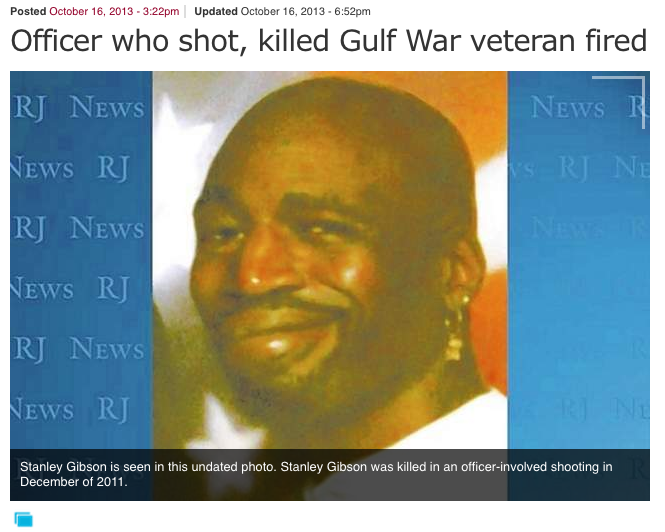 Posted October 16, 2013 - 3:22pm Updated October 16, 2013 - 6:52pm
Officer who shot, killed Gulf War veteran fired
RJ NEWS NEWS R
NEWS RJ RJ NE
RJ NEWS NEWS
NEWS RJ
RJ NEWS
NEWS RJ RJ NE
Stanley Gibson is seen in this undated photo. Stanley Gibson was killed in an officer-involved shooting in
December of 2011.